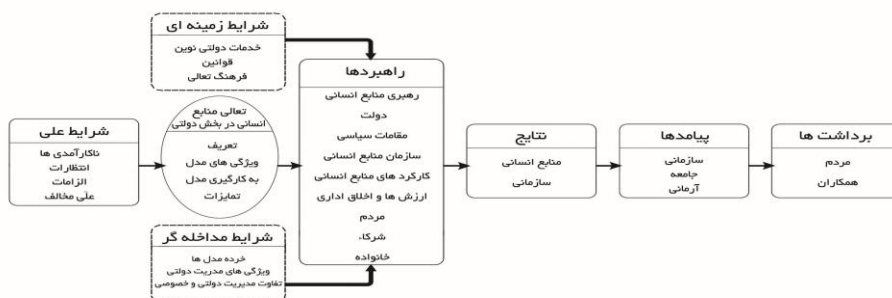 شرایط زمینه ای
خدمات دولتی نوین
قوانین
فرهنگ تعالی
شرایط علی
ناکارآمدی ها
انتظارات
الزامات
علّی مخالف
تعالی منابع
انسانی در بخش دولتی
تعریف
ویژگی های مدل
به کارگیری مدل
تمایزات
شرایط مداخله گر
خرده مدل ها
ویژگی های مدریت دولتی
تفاوت مدیریت دولتی و خصوصی
راهبردها
رهبری منابع انسانی
دولت
مقامات سیاسی
سازمان منابع انسانی
کارکرد های منابع انسانی
ارزش ها و اخلاق اداری
مردم
شرکاء
خانواده
نتایج
منابع انسانی
سازمانی
پیامدها
سازمانی
جامعه
آرمانی
برداشت ها
مردم
همکاران